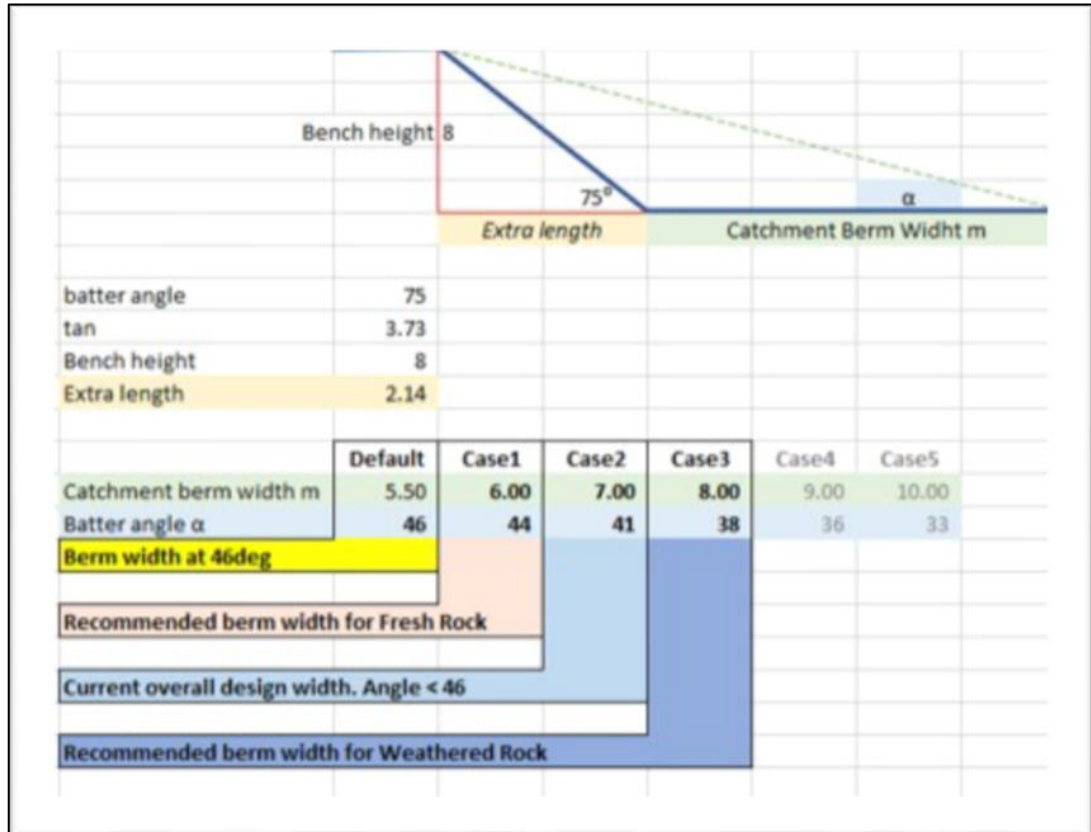 Bench height 8
75°
α
Extra length
Catchment Berm Widht m
batter angle 75
tan 3.73
Bench height 8
Extra length 2.14
Default Case1 Case2 Case3 Case4 Case5
Catchment berm width m 5.50 6.00 7.00 8.00 9.00 10.00
Batter angle α 46 44 41 38 36 33
Berm width at 46deg
Recommended berm width for Fresh Rock
Current overall design width. Angle < 46
Recommended berm width for Weathered Rock